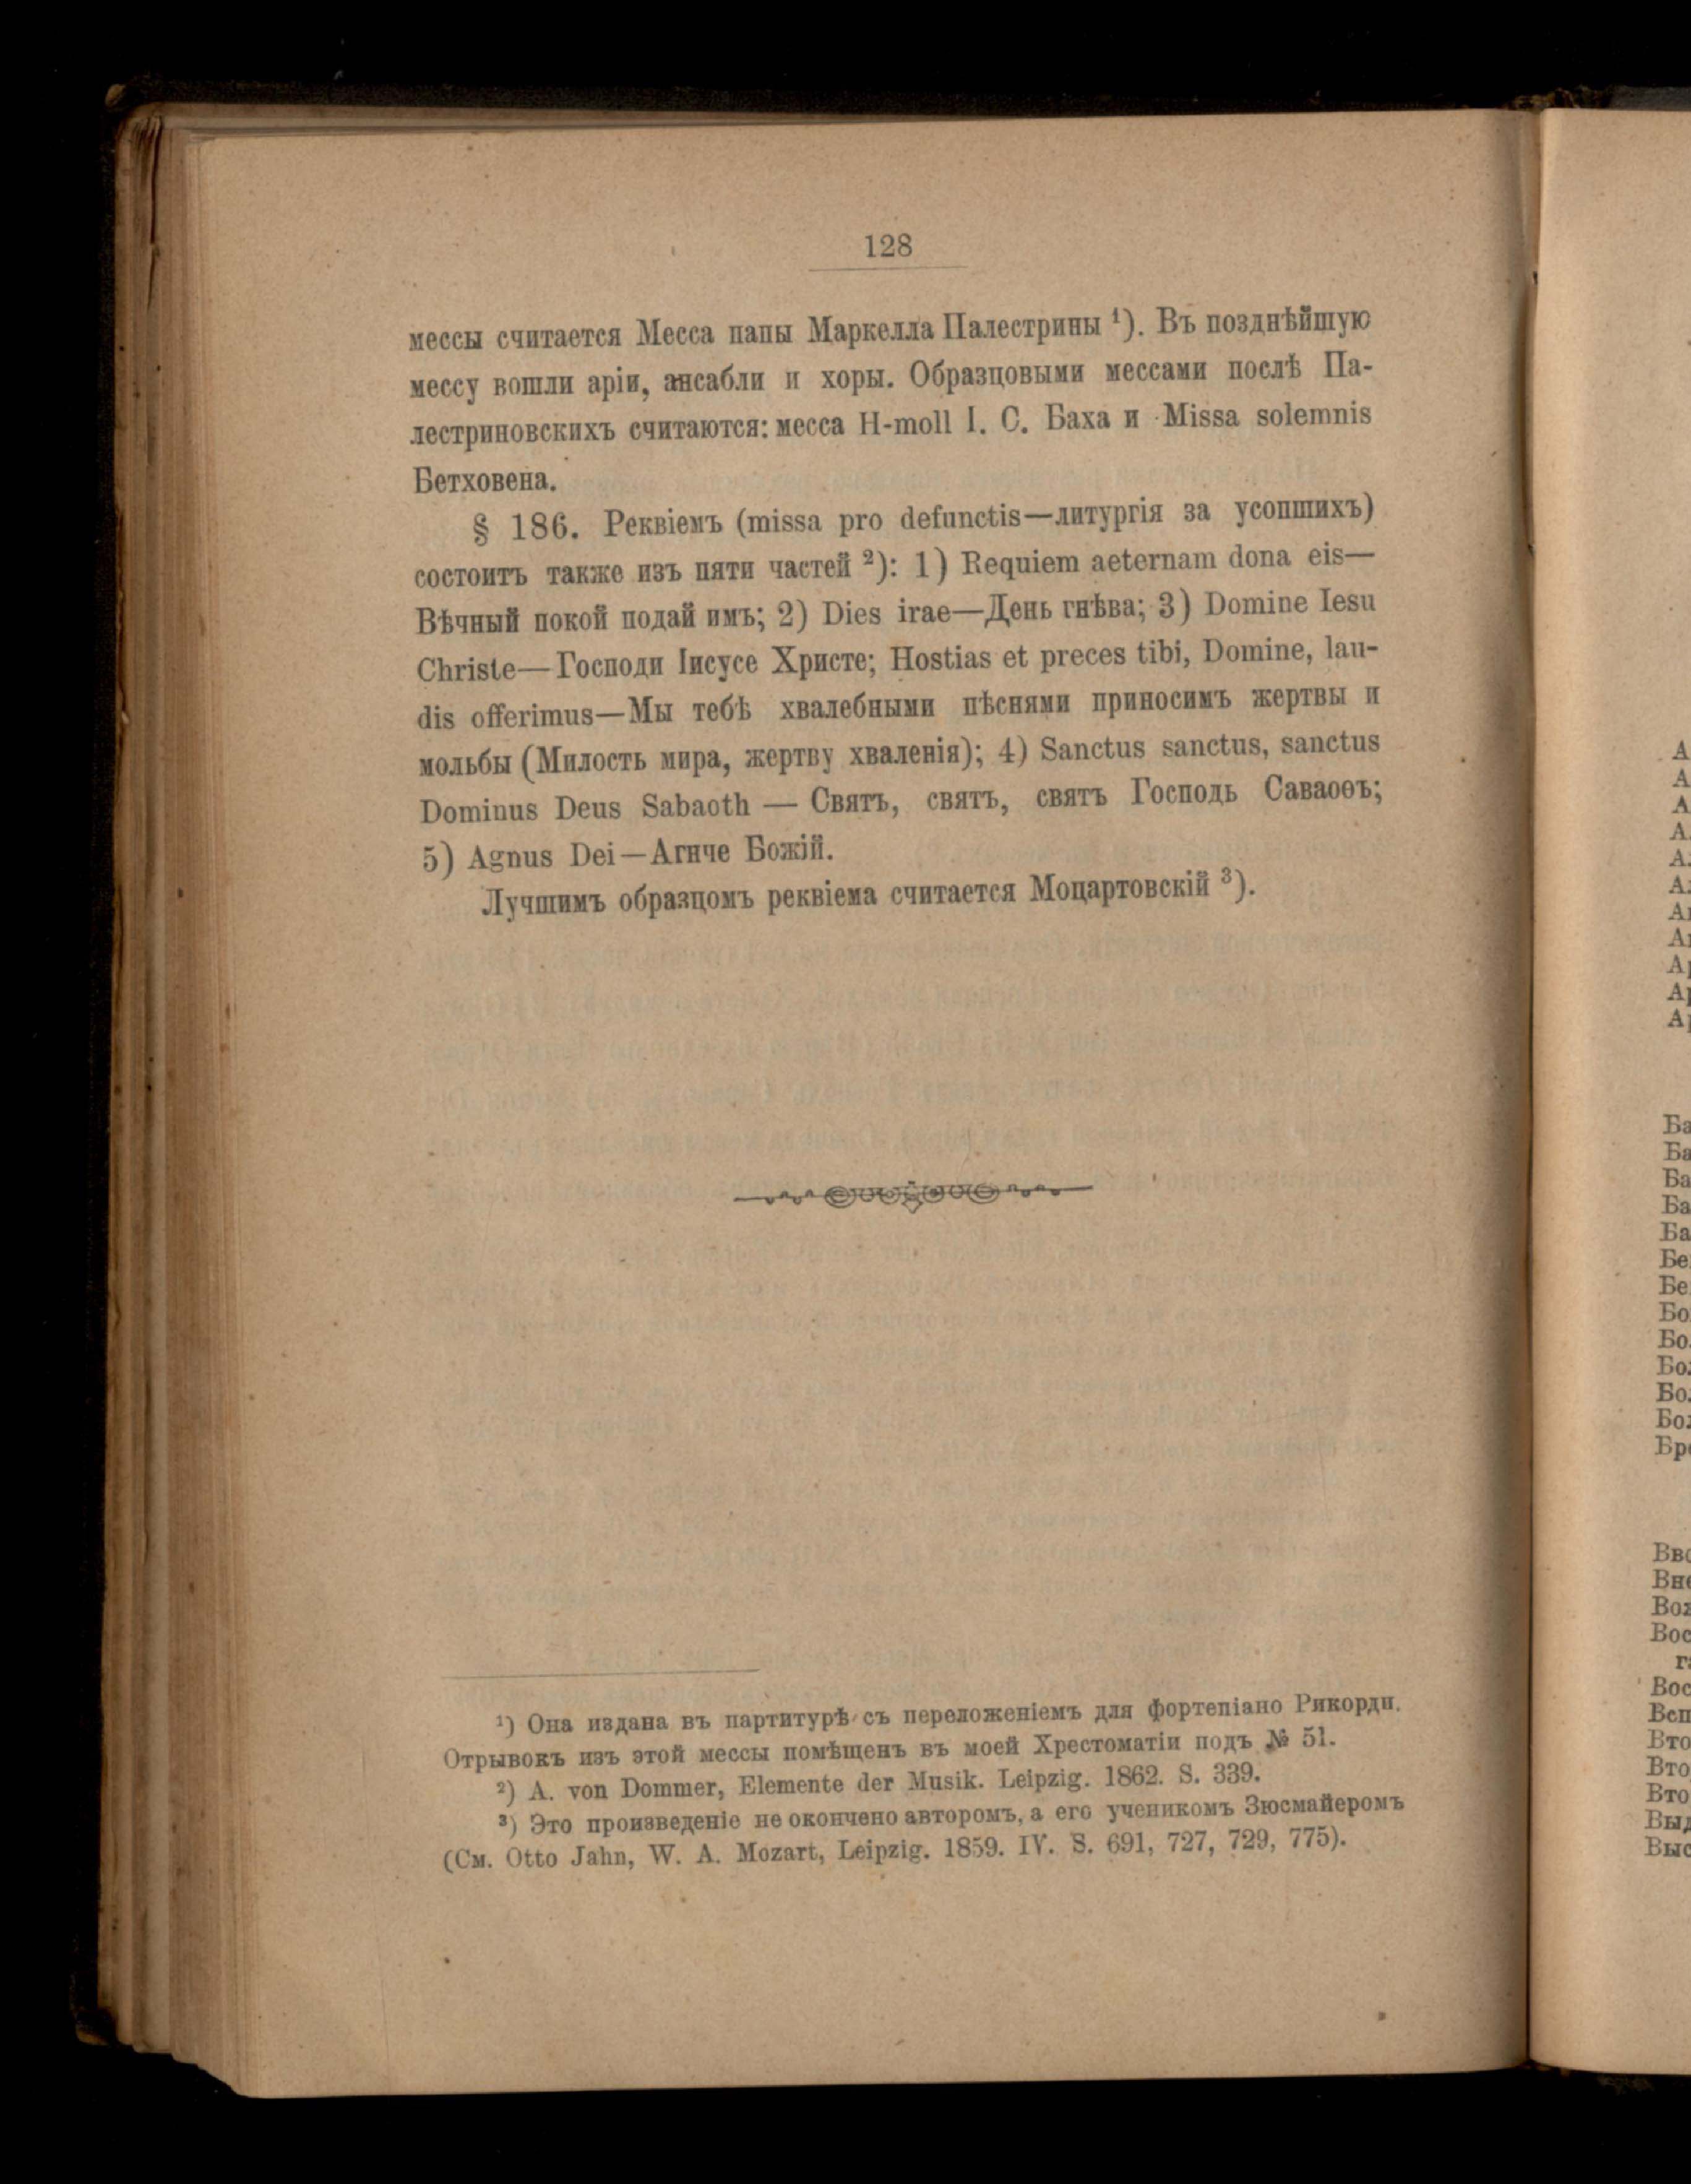 128
мессы считается Месса папы Маркелла Палестрины ¹). Въ позднѣйшую
мессу вошли аріи, ансабли и хоры. Образцовыми мессами послѣ Па-
лестриновскихъ считаются: месса H-moll I. С. Баха и Missa solemnis
Бетховена.
§ 186. Реквіемъ (missa pro defunctis—литургія за усопшихъ)
состоитъ также изъ пяти частей ²): 1) Requiem aeternam dona eis—
Вѣчный покой подай имъ; 2) Dies irae—День гнѣва; 3) Domine Iesu
Christe—Господи Іисусе Христе; Hostias et preces tibi, Domine, lau-
dis offerimus—Мы тебѣ хвалебными пѣснями приносимъ жертвы и
мольбы (Милость мира, жертву хваленія); 4) Sanctus sanctus, sanctus
Dominus Deus Sabaoth — Святъ, святъ, святъ Господь Саваоѳъ;
5) Agnus Dei—Агнче Божій.
Лучшимъ образцомъ реквіема считается Моцартовскій ³).
¹) Она издана въ партитурѣ съ переложеніемъ для фортепіано Рикорди.
Отрывокъ изъ этой мессы помѣщенъ въ моей Хрестоматіи подъ № 51.
²) A. von Dommer, Elemente der Musik. Leipzig. 1862. S. 339.
³) Это произведеніе не окончено авторомъ, а его ученикомъ Зюсмайеромъ
(См. Otto Jahn, W. A. Mozart, Leipzig. 1859. IV. S. 691, 727, 729, 775).